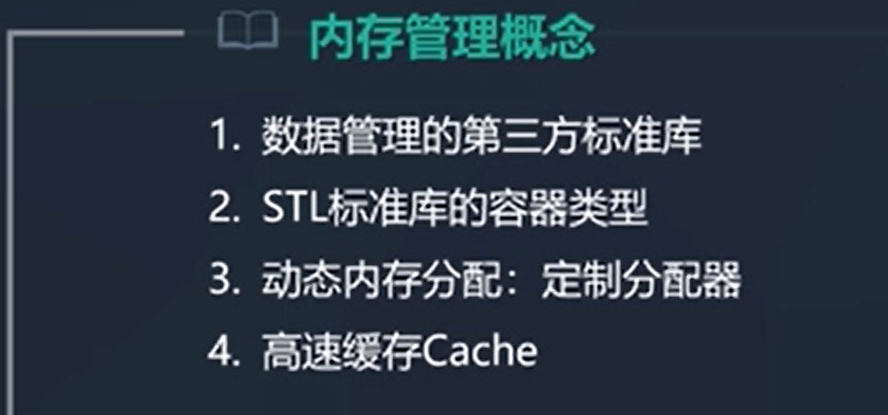 内存管理概念
1. 数据管理的第三方标准库
2. STL标准库的容器类型
3. 动态内存分配：定制分配器
4. 高速缓存Cache